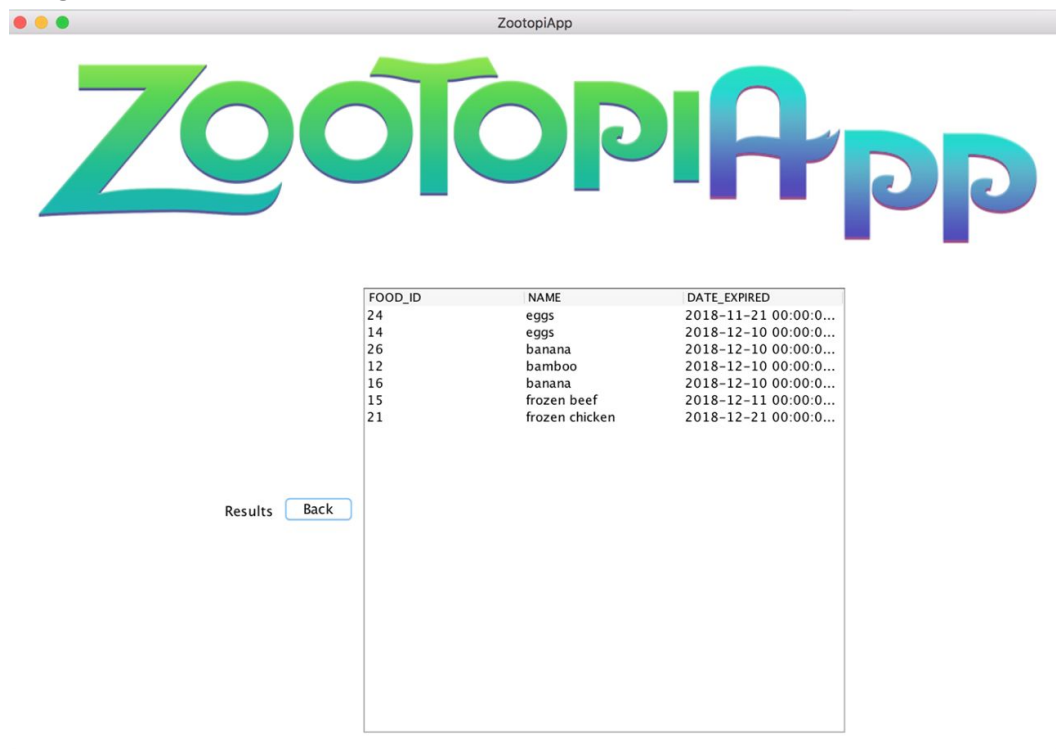 ZootopiApp
ZooTopiApp
FOOD_ID NAME DATE_EXPIRED
24 eggs 2018-11-21 00:00:0...
14 eggs 2018-12-10 00:00:0...
26 banana 2018-12-10 00:00:0...
12 bamboo 2018-12-10 00:00:0...
16 banana 2018-12-10 00:00:0...
15 frozen beef 2018-12-11 00:00:0...
21 frozen chicken 2018-12-21 00:00:0...
Results Back